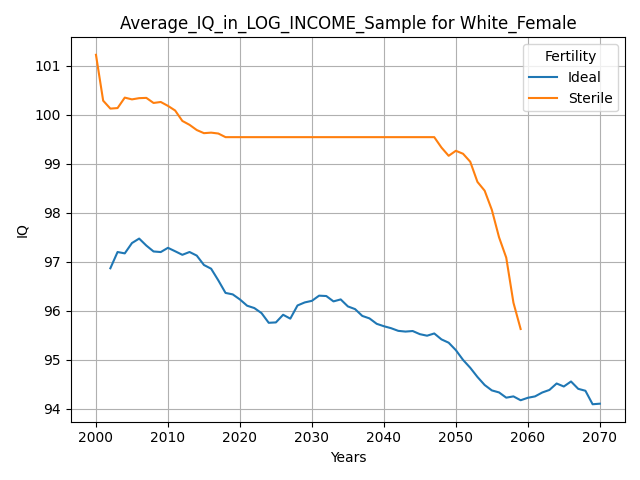 Average_IQ_in_LOG_INCOME_Sample for White_Female
Fertility
Ideal
Sterile
101
100
99
98
97
96
95
94
IQ
2000 2010 2020 2030 2040 2050 2060 2070
Years